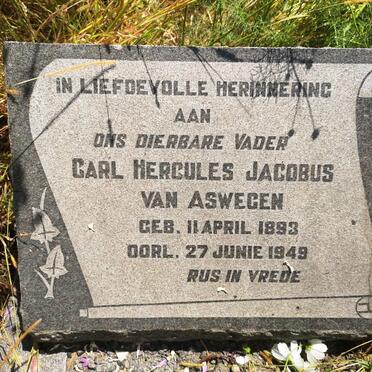 IN LIEFDEVOLLE HERINNERING
AAN
ONS DIERBARE VADER
CARL HERCULES JACOBUS
VAN ASWEGEN
GEB. 11 APRIL 1893
OORL. 27 JUNIE 1949
RUS IN VREDE